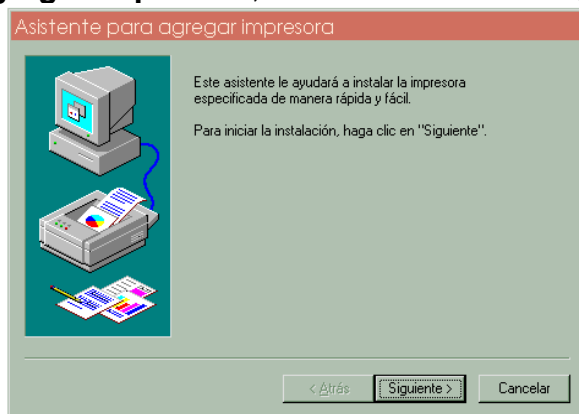 Asistente para agregar impresora
Este asistente le ayudará a instalar la impresora
especificada de manera rápida y fácil.
Para iniciar la instalación, haga clic en "Siguiente".
< Atrás
Siguiente >
Cancelar